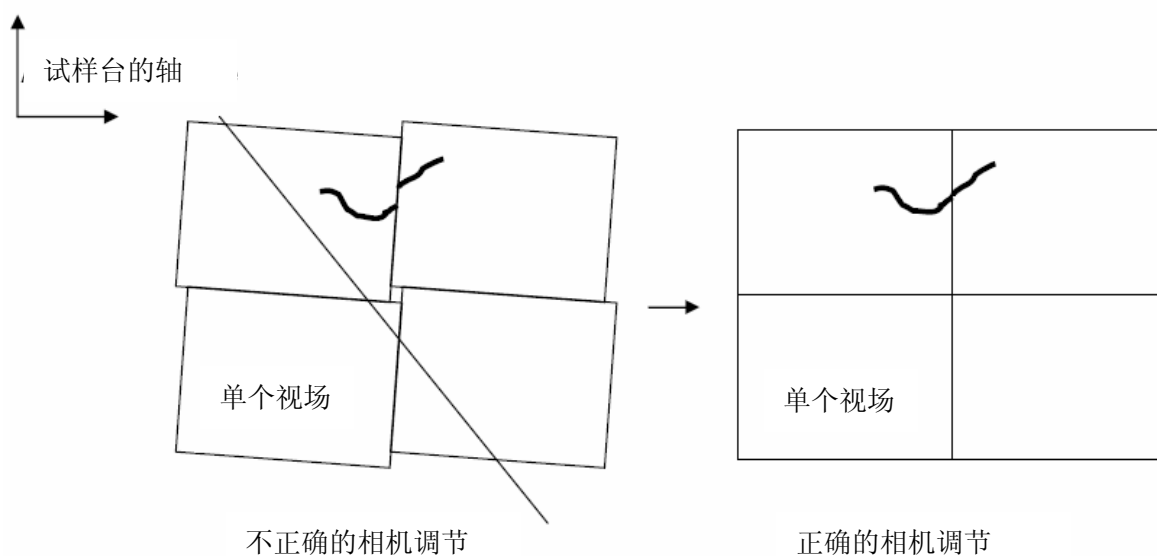 试样台的轴
单个视场
单个视场
不正确的相机调节
正确的相机调节